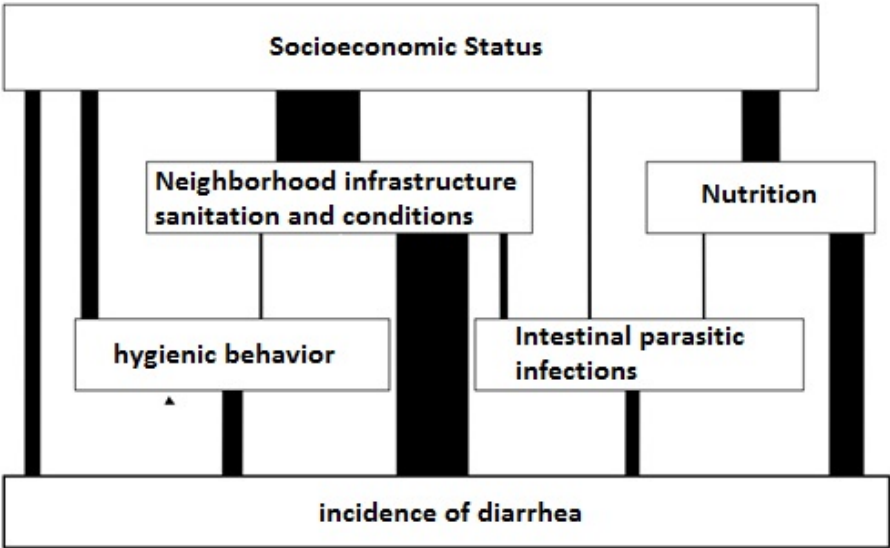 Socioeconomic Status
Neighborhood infrastructure
sanitation and conditions
Nutrition
hygienic behavior
Intestinal parasitic
infections
incidence of diarrhea